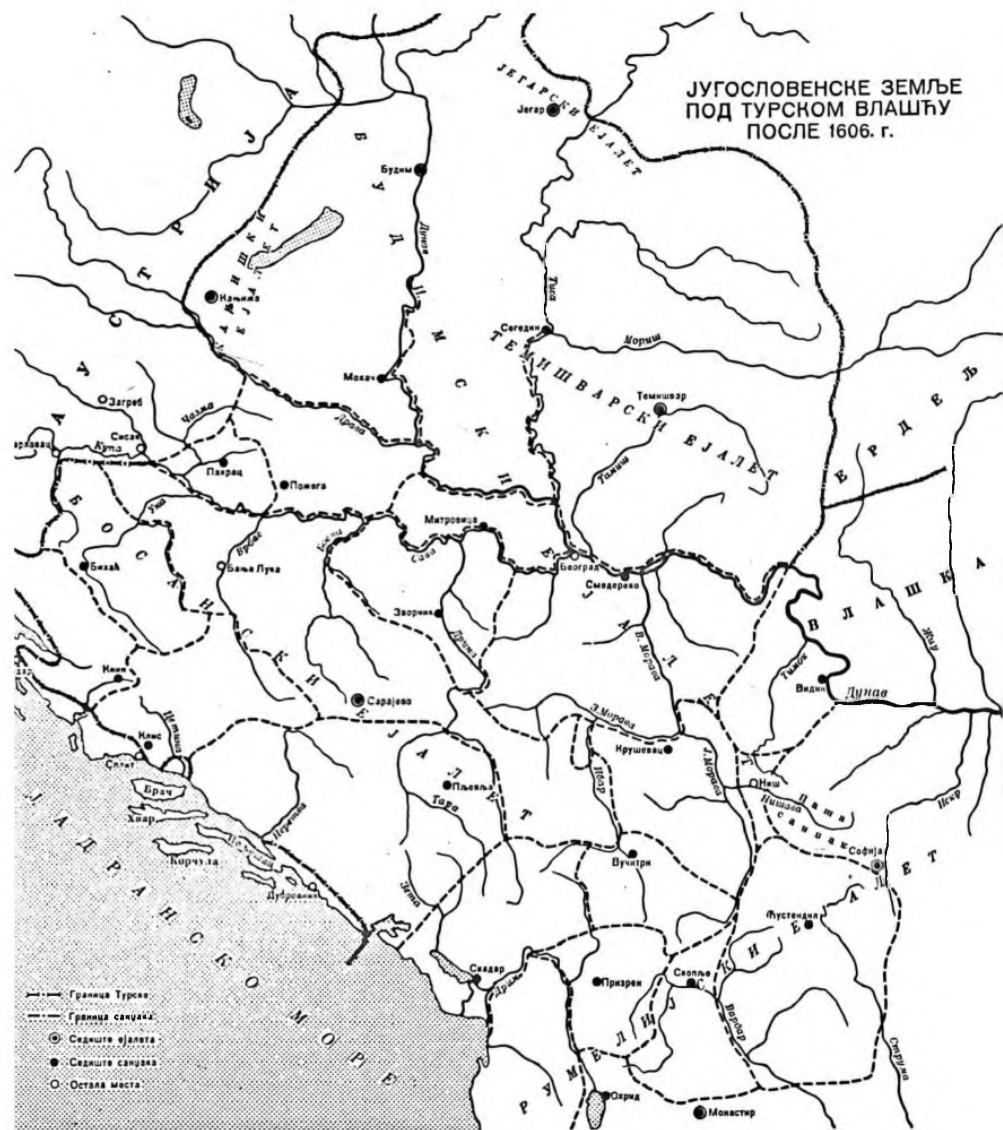 ЈУГОСЛОВЕНСКЕ ЗЕМЉЕ
ПОД ТУРСКОМ ВЛАШЋУ
ПОСЛЕ 1606. г.
ЈЕГАРСКИ ЕЈАЛЕТ
Јегар
АУСТРИЈА
БУДИМСКИ ЕЈАЛЕТ
Будим
Дунав
Кањижа
Тиса
Сегедин
Мориш
Мохач
ТЕМИШВАРСКИ ЕЈАЛЕТ
Темишвар
Тамиш
ЕРДЕЉ
Загреб
Чазма
Драва
Сисак
Купа
Пакрац
Пожега
Уна
Митровица
Сава
Београд
Смедерево
ВЛАШКА
БОСАНСКИ ЕЈАЛЕТ
Бихаћ
Врбас
Бања Лука
Босна
Зворник
Дрина
В. Морава
Тимок
Жиу
Видин
Дунав
Книн
Сарајево
Цетина
Клис
Сплит
З. Морава
Крушевац
Ј. Морава
Ибар
Ниш
Нишава
Паша санџак
Искр
Софија
Пљевља
Тара
Брач
Хвар
Корчула
Пељешац
Неретва
Дубровник
Зета
Вучитрн
Ћустендил
ЈАДРАНСКО МОРЕ
Скадар
Дрим
Призрен
Скопље
Вардар
Струма
РУМЕЛИЈСКИ ЕЈАЛЕТ
Охрид
Монастир
Граница Турске
Граница санџака
Седиште ејалета
Седиште санџака
Остала места